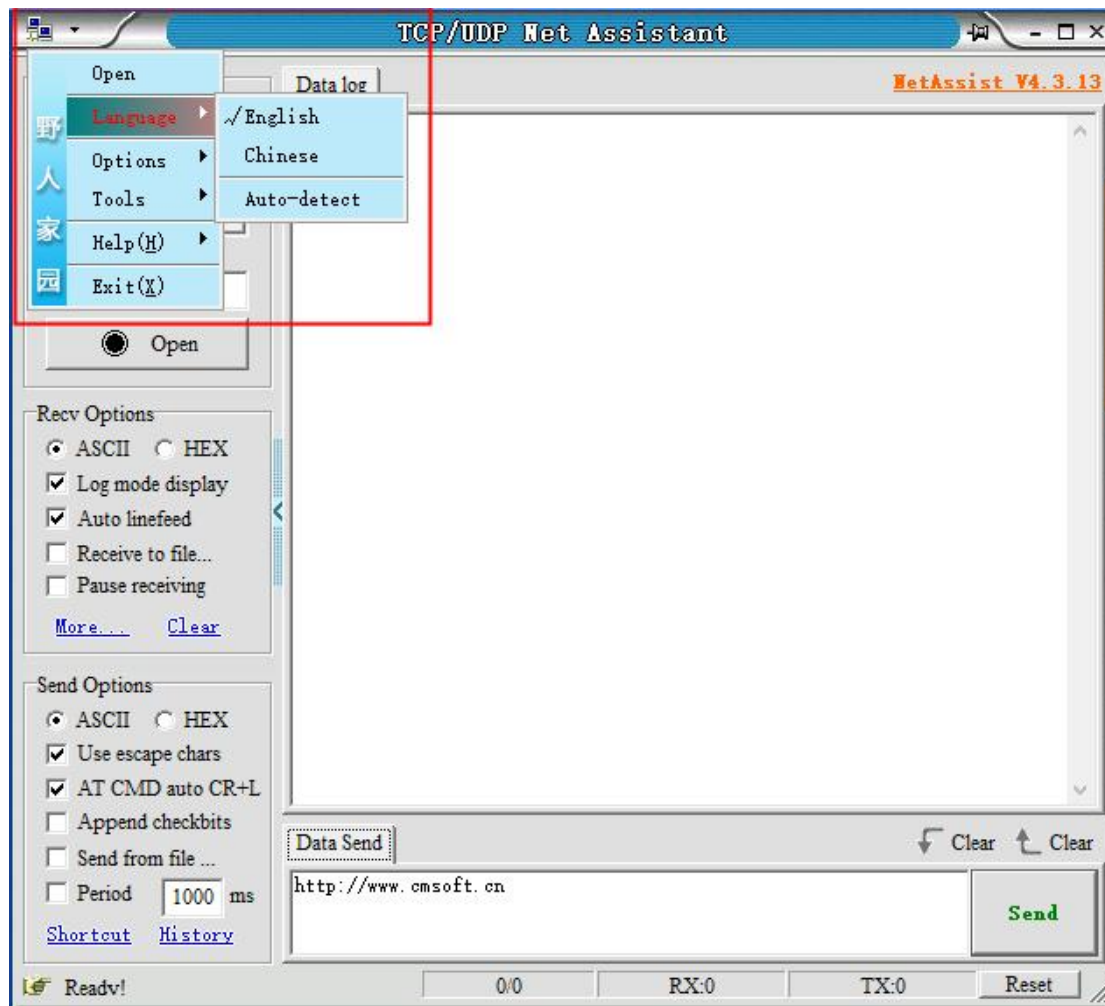 TCP/UDP Net Assistant
Open
Language
Options
Tools
Help(H)
Exit(X)
野人家园
√English
Chinese
Auto-detect
Data log
NetAssist V4.3.13
Open
Recv Options
ASCII HEX
Log mode display
Auto linefeed
Receive to file...
Pause receiving
More... Clear
Send Options
ASCII HEX
Use escape chars
AT CMD auto CR+L
Append checkbits
Send from file ...
Period 1000 ms
Shortcut History
Data Send
Clear Clear
http://www.cmsoft.cn
Send
Ready!
0/0
RX:0
TX:0
Reset